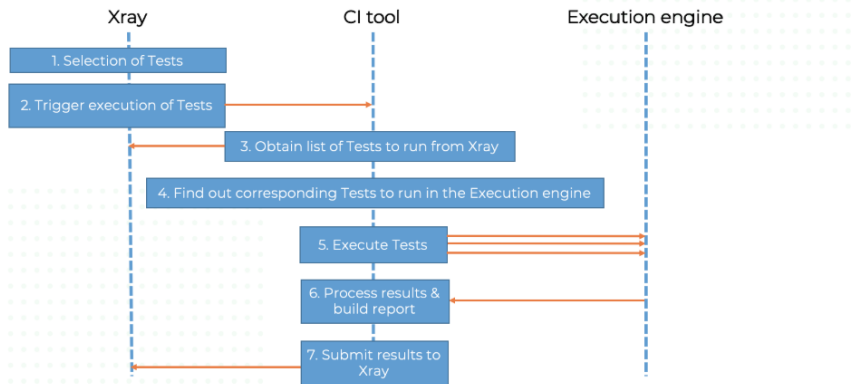 Xray
CI tool
Execution engine
1. Selection of Tests
2. Trigger execution of Tests
3. Obtain list of Tests to run from Xray
4. Find out corresponding Tests to run in the Execution engine
5. Execute Tests
6. Process results &
build report
7. Submit results to
Xray